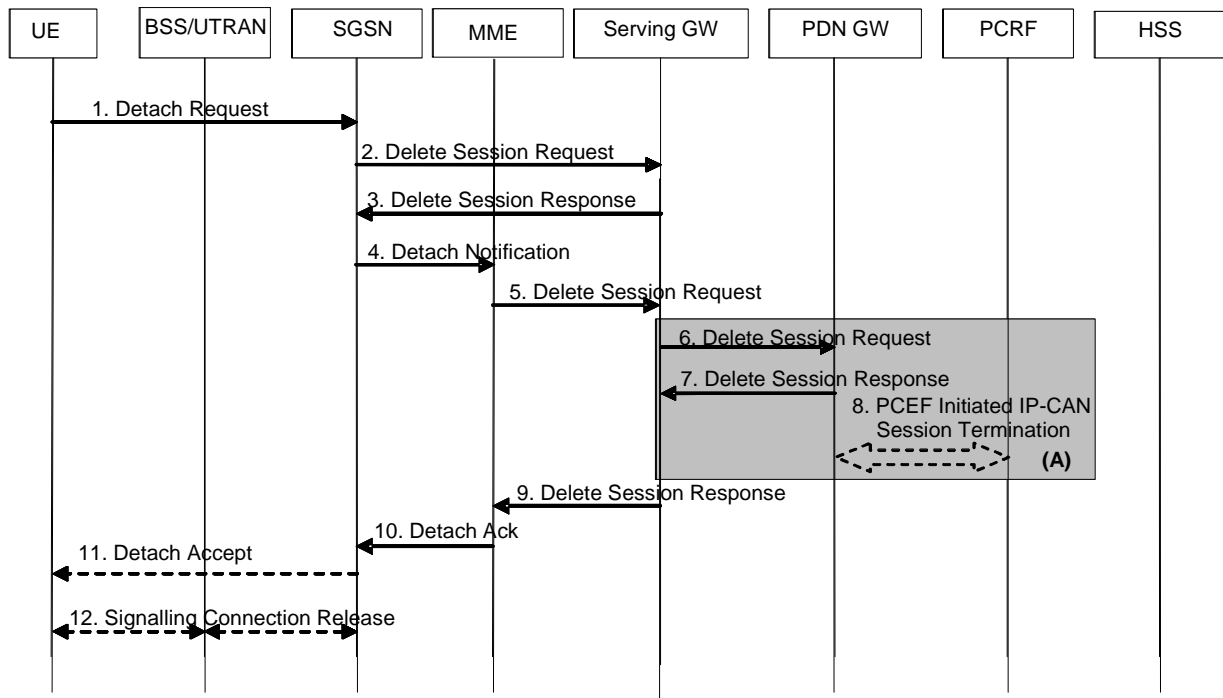 UE
BSS/UTRAN
SGSN
MME
Serving GW
PDN GW
PCRF
HSS
1. Detach Request
2. Delete Session Request
3. Delete Session Response
4. Detach Notification
5. Delete Session Request
6. Delete Session Request
7. Delete Session Response
8. PCEF Initiated IP-CAN
Session Termination
(A)
9. Delete Session Response
10. Detach Ack
11. Detach Accept
12. Signalling Connection Release